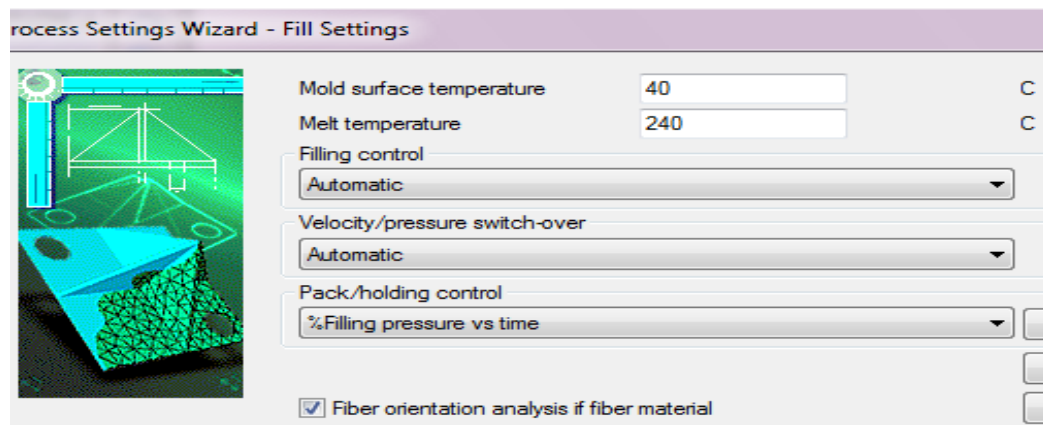 rocess Settings Wizard - Fill Settings
Mold surface temperature 40 C
Melt temperature 240 C
Filling control
Automatic
Velocity/pressure switch-over
Automatic
Pack/holding control
%Filling pressure vs time
Fiber orientation analysis if fiber material